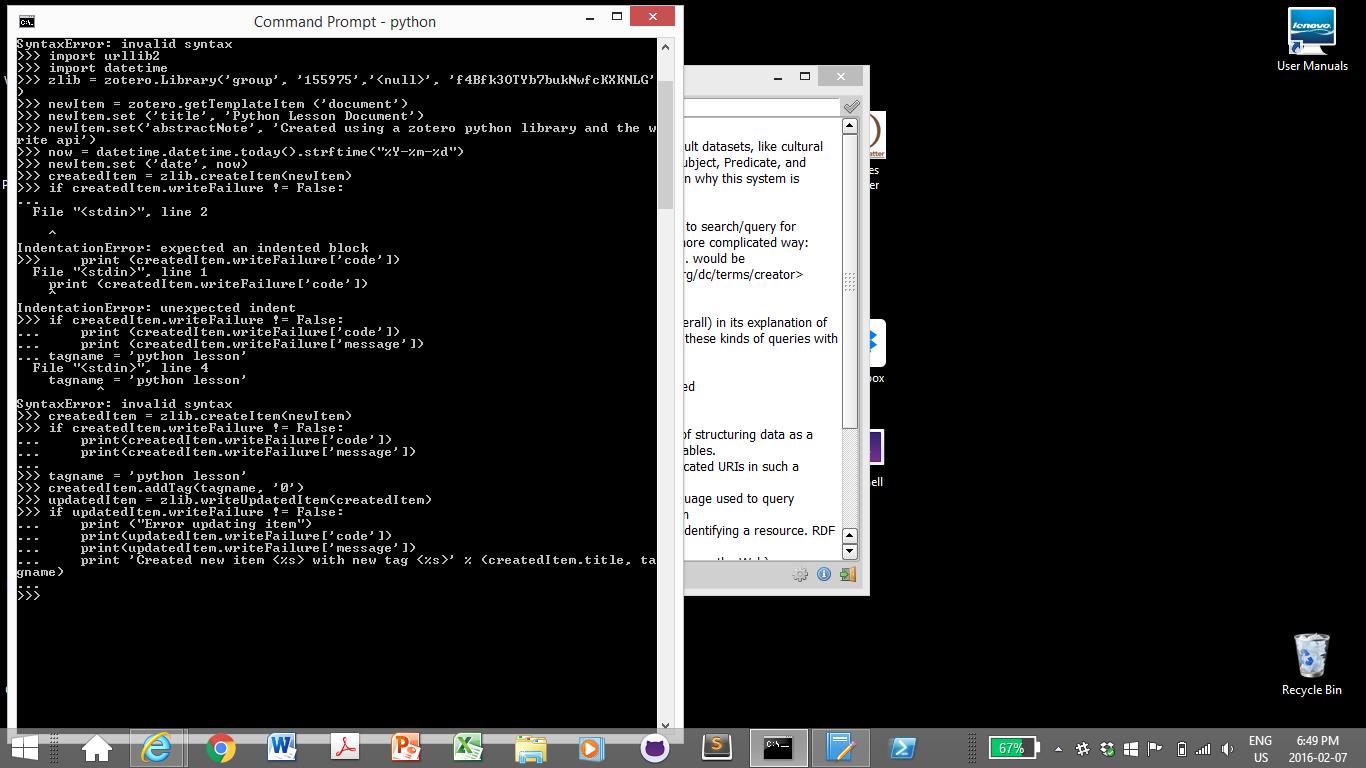 Command Prompt - python
SyntaxError: invalid syntax
>>> import urllib2
>>> import datetime
>>> zlib = zotero.Library('group', '155975','<null>', 'f4Bfk3OTYb7bukNwfcKXKNLG'
)
>>> newItem = zotero.getTemplateItem ('document')
>>> newItem.set ('title', 'Python Lesson Document')
>>> newItem.set('abstractNote', 'Created using a zotero python library and the w
rite api')
>>> now = datetime.datetime.today().strftime("%Y-%m-%d")
>>> newItem.set ('date', now)
>>> createdItem = zlib.createItem(newItem)
>>> if createdItem.writeFailure != False:
...
  File "<stdin>", line 2
    ^
IndentationError: expected an indented block
>>>     print (createdItem.writeFailure['code'])
  File "<stdin>", line 1
    print (createdItem.writeFailure['code'])
    ^
IndentationError: unexpected indent
>>> if createdItem.writeFailure != False:
...     print (createdItem.writeFailure['code'])
...     print (createdItem.writeFailure['message'])
... tagname = 'python lesson'
  File "<stdin>", line 4
    tagname = 'python lesson'
          ^
SyntaxError: invalid syntax
>>> createdItem = zlib.createItem(newItem)
>>> if createdItem.writeFailure != False:
...     print(createdItem.writeFailure['code'])
...     print(createdItem.writeFailure['message'])
...
>>> tagname = 'python lesson'
>>> createdItem.addTag(tagname, '0')
>>> updatedItem = zlib.writeUpdatedItem(createdItem)
>>> if updatedItem.writeFailure != False:
...     print ("Error updating item")
...     print(updatedItem.writeFailure['code'])
...     print(updatedItem.writeFailure['message'])
...     print 'Created new item <%s> with new tag <%s>' % (createdItem.title, ta
gname)
...
>>>
ult datasets, like cultural
ubject, Predicate, and
n why this system is
to search/query for
nore complicated way:
. would be
rg/dc/terms/creator>
erall) in its explanation of
these kinds of queries with
ed
of structuring data as a
ables.
cated URIs in such a
guage used to query
n
identifying a resource. RDF
atter
es
er
box
ell
lenovo
User Manuals
Recycle Bin
67%
ENG
US
6:49 PM
2016-02-07